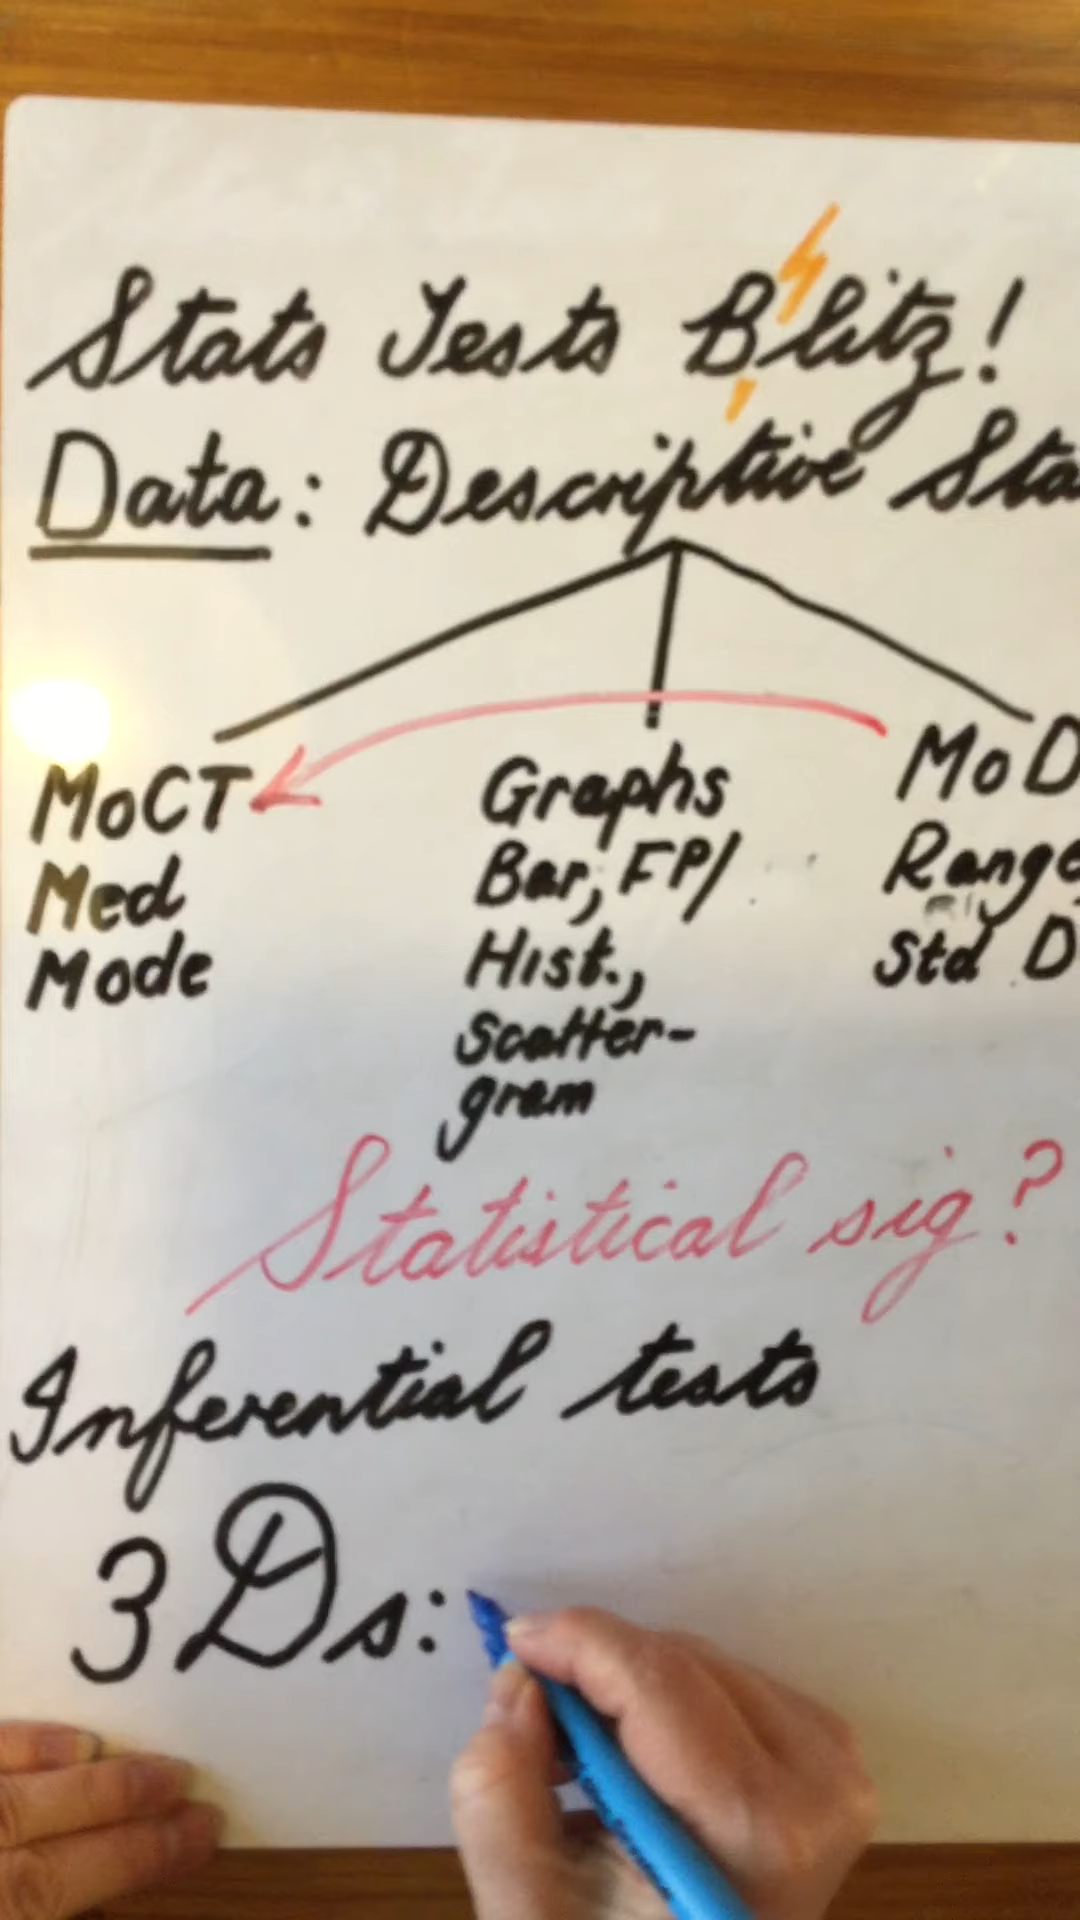 Stats Tests Blitz!
Data: Descriptive Sta
MoCT
Med
Mode
Graphs
Bar, FP/
Hist.,
Scatter-
gram
MoD
Range
Std D
Statistical sig?
Inferential tests
3Ds: